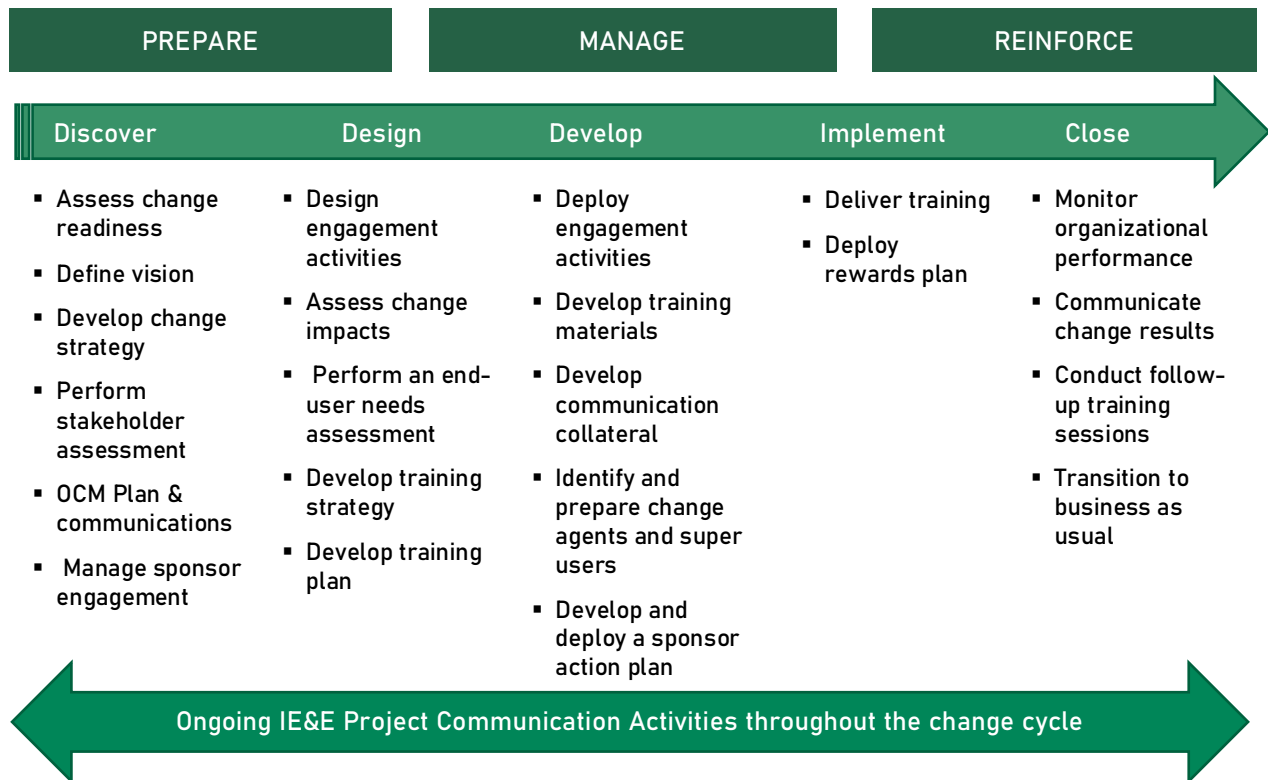 PREPARE
MANAGE
REINFORCE
Discover
Design
Develop
Implement
Close
▪ Assess change
readiness
▪ Define vision
▪ Develop change
strategy
▪ Perform
stakeholder
assessment
▪ OCM Plan &
communications
▪ Manage sponsor
engagement
▪ Design
engagement
activities
▪ Assess change
impacts
▪ Perform an end-
user needs
assessment
▪ Develop training
strategy
▪ Develop training
plan
▪ Deploy
engagement
activities
▪ Develop training
materials
▪ Develop
communication
collateral
▪ Identify and
prepare change
agents and super
users
▪ Develop and
deploy a sponsor
action plan
▪ Deliver training
▪ Deploy
rewards plan
▪ Monitor
organizational
performance
▪ Communicate
change results
▪ Conduct follow-
up training
sessions
▪ Transition to
business as
usual
Ongoing IE&E Project Communication Activities throughout the change cycle